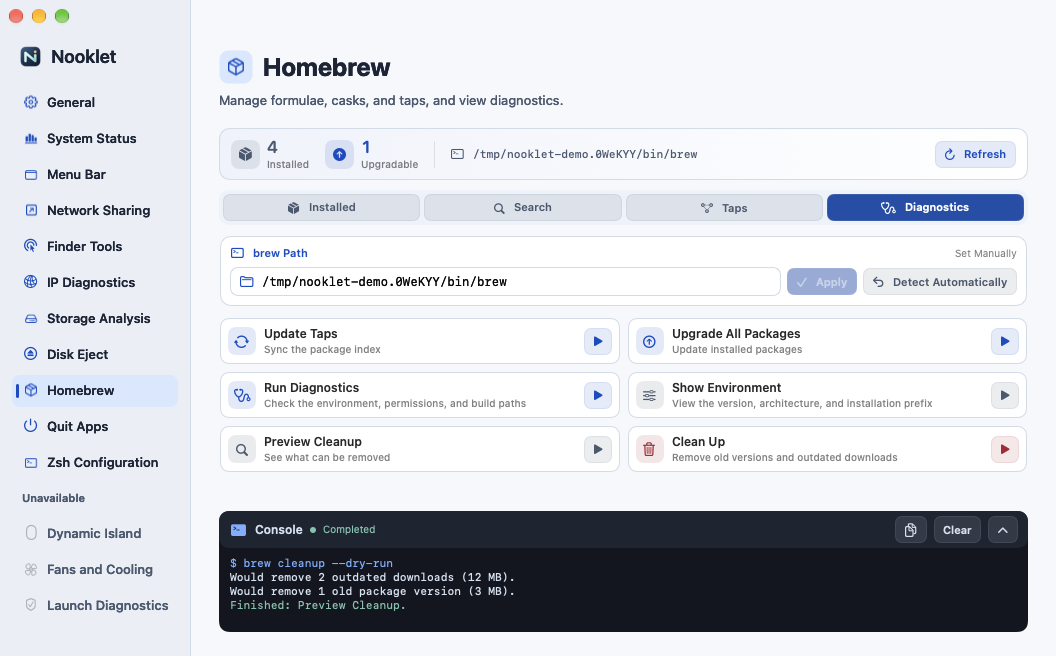 Nooklet
General
System Status
Menu Bar
Network Sharing
Finder Tools
IP Diagnostics
Storage Analysis
Disk Eject
Homebrew
Quit Apps
Zsh Configuration
Unavailable
Dynamic Island
Fans and Cooling
Launch Diagnostics
Homebrew
Manage formulae, casks, and taps, and view diagnostics.
4 Installed
1 Upgradable
/tmp/nooklet-demo.0WeKYY/bin/brew
Refresh
Installed
Search
Taps
Diagnostics
brew Path
Set Manually
/tmp/nooklet-demo.0WeKYY/bin/brew
Apply
Detect Automatically
Update Taps
Sync the package index
Upgrade All Packages
Update installed packages
Run Diagnostics
Check the environment, permissions, and build paths
Show Environment
View the version, architecture, and installation prefix
Preview Cleanup
See what can be removed
Clean Up
Remove old versions and outdated downloads
Console
Completed
Clear
$ brew cleanup --dry-run
Would remove 2 outdated downloads (12 MB).
Would remove 1 old package version (3 MB).
Finished: Preview Cleanup.